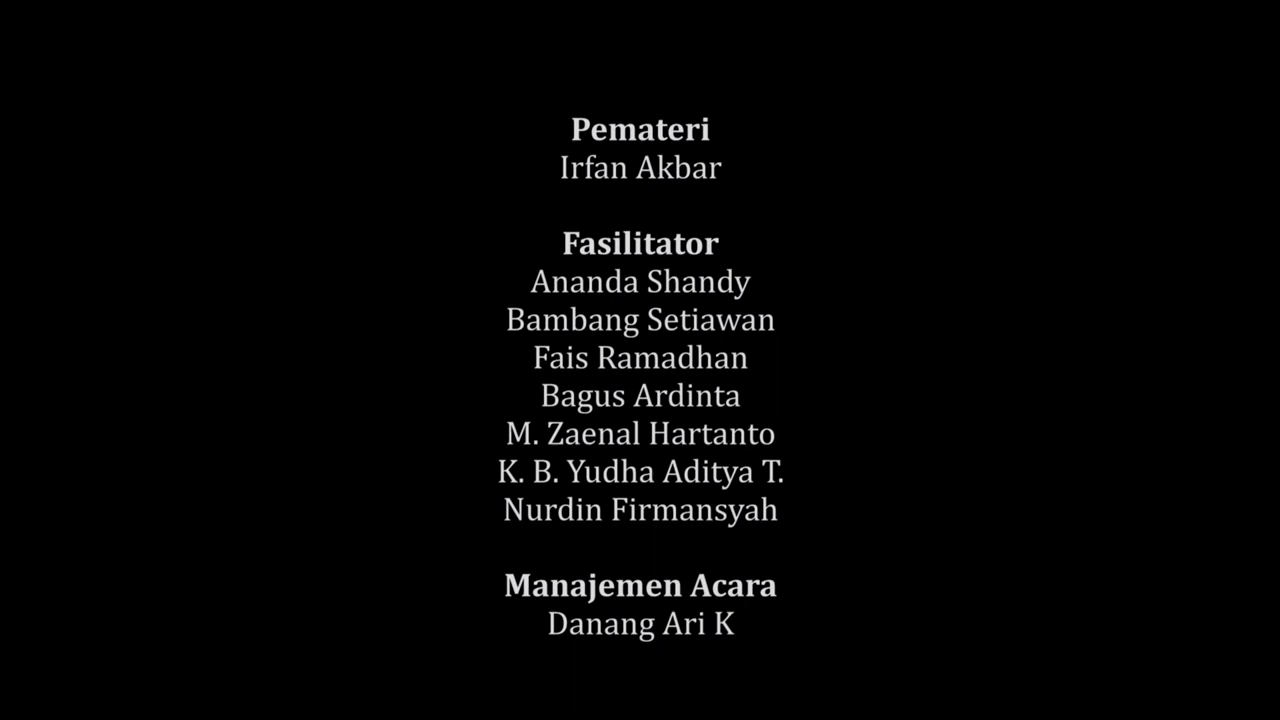 Pemateri
Irfan Akbar
Fasilitator
Ananda Shandy
Bambang Setiawan
Fais Ramadhan
Bagus Ardinta
M. Zaenal Hartanto
K. B. Yudha Aditya T.
Nurdin Firmansyah
Manajemen Acara
Danang Ari K